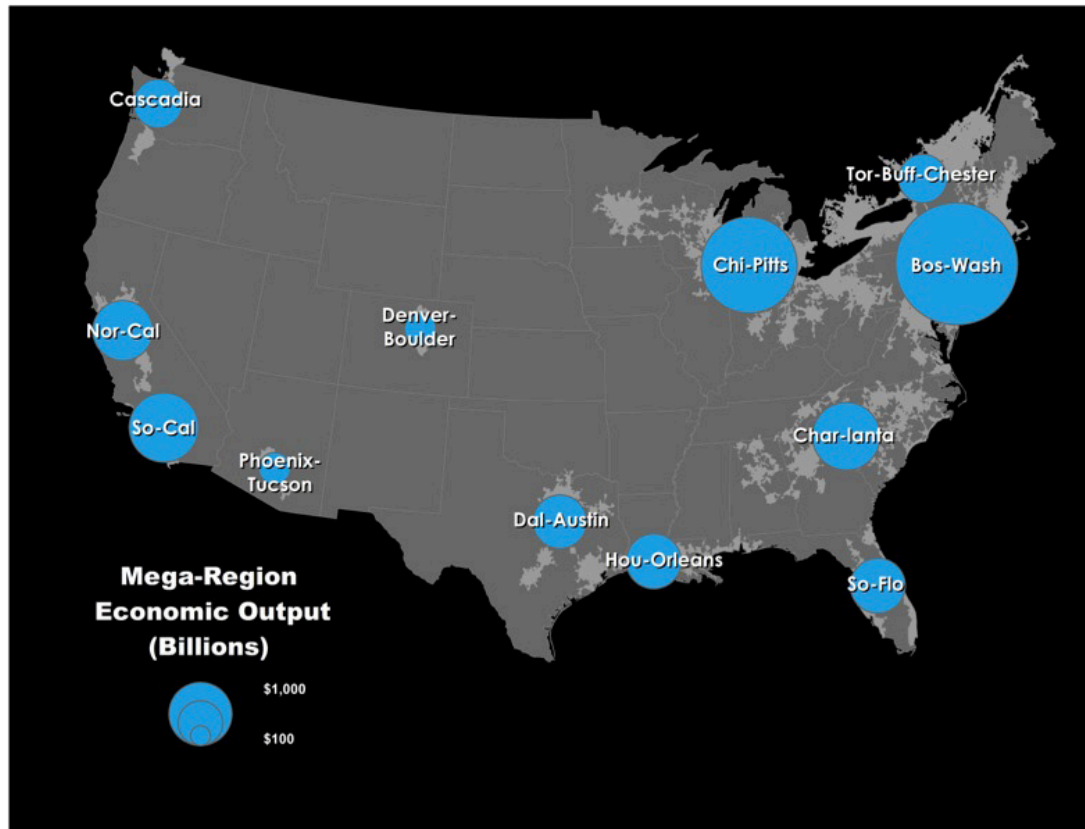 Cascadia
Tor-Buff-Chester
Chi-Pitts
Bos-Wash
Denver-
Boulder
Nor-Cal
So-Cal
Char-lanta
Phoenix-
Tucson
Dal-Austin
Hou-Orleans
So-Flo
Mega-Region
Economic Output
(Billions)
$1,000
$100